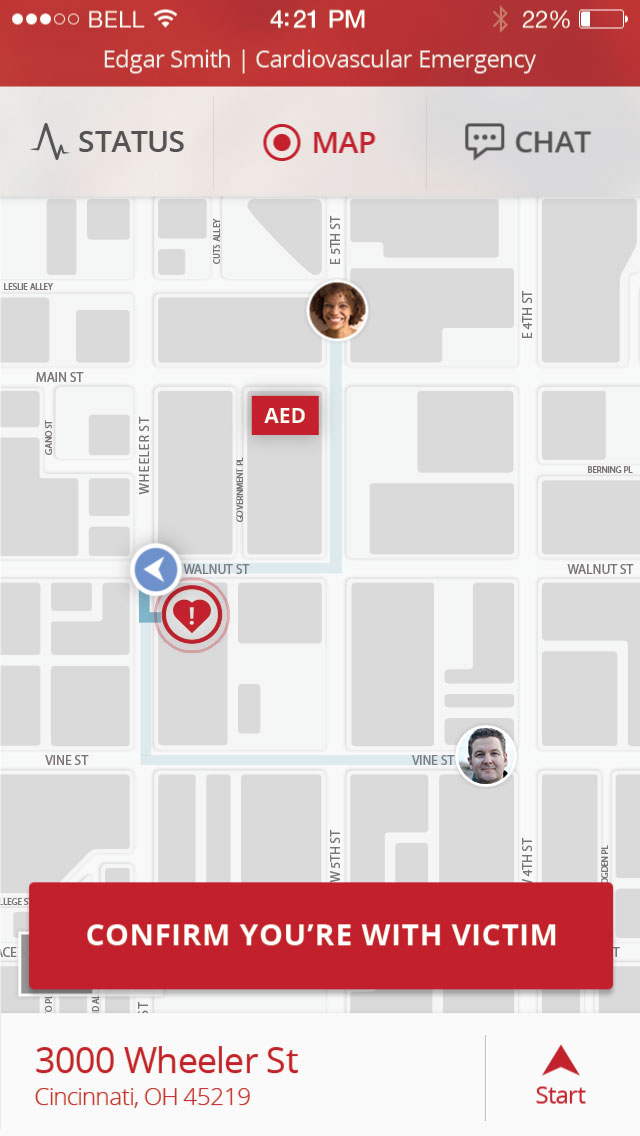 BELL 4:21 PM 22%
Edgar Smith | Cardiovascular Emergency
STATUS MAP CHAT
CUTS ALLEY
E 5TH ST
LESLIE ALLEY
E 4TH ST
MAIN ST
AED
GANO ST
WHEELER ST
GOVERNMENT PL
BERNING PL
WALNUT ST
WALNUT ST
!
VINE ST
VINE ST
W 5TH ST
4TH ST
OGDEN PL
CONFIRM YOU'RE WITH VICTIM
3000 Wheeler St
Cincinnati, OH 45219
Start